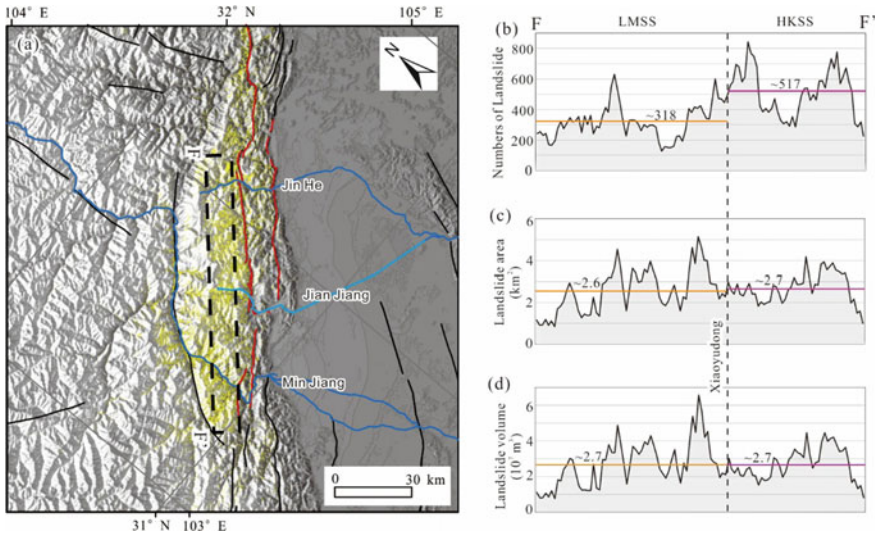 104° E
32° N
105° E
(a)
N
F
Jin He
Jian Jiang
Min Jiang
F'
0
30 km
31° N
103° E
F
LMSS
HKSS
F'
(b)
Numbers of Landslide
800
600
400
200
0
~318
~517
(c)
Landslide area
(km²)
6
4
2
0
~2.6
~2.7
Xiaoyudong
(d)
Landslide volume
6
4
2
0
~2.7
~2.7